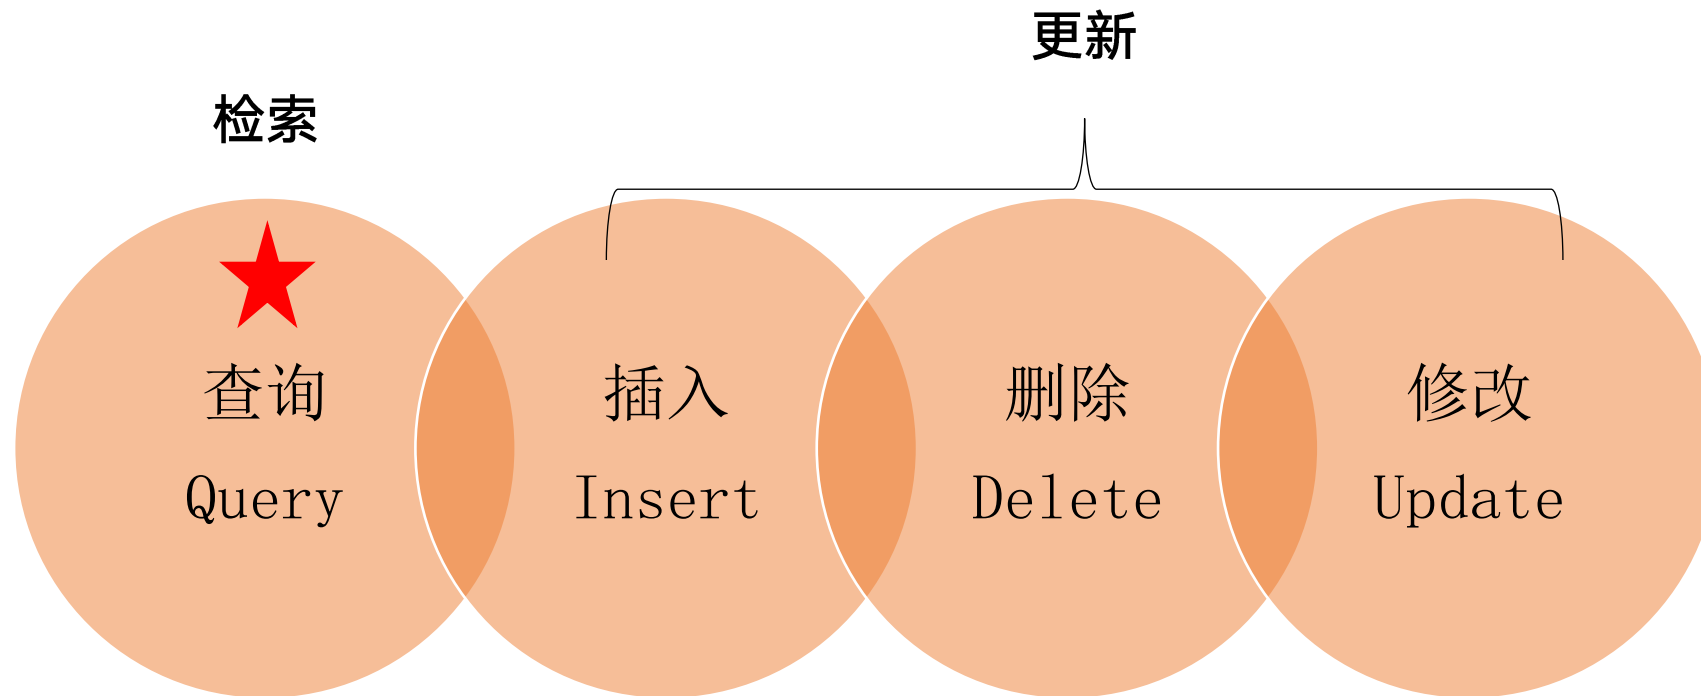 更新
检索
查询
Query
插入
Insert
删除
Delete
修改
Update